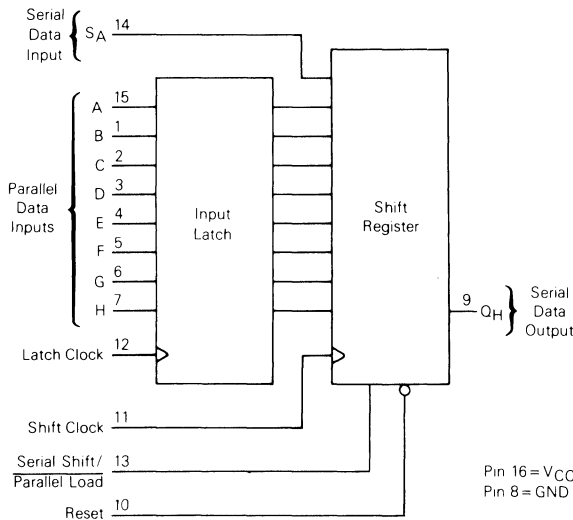 Serial
Data
Input
SA 14
Parallel
Data
Inputs
A 15
B 1
C 2
D 3
E 4
F 5
G 6
H 7
Input
Latch
Shift
Register
9 QH
Serial
Data
Output
Latch Clock 12
Shift Clock 11
Serial Shift/
Parallel Load 13
Reset 10
Pin 16 = VCC
Pin 8 = GND